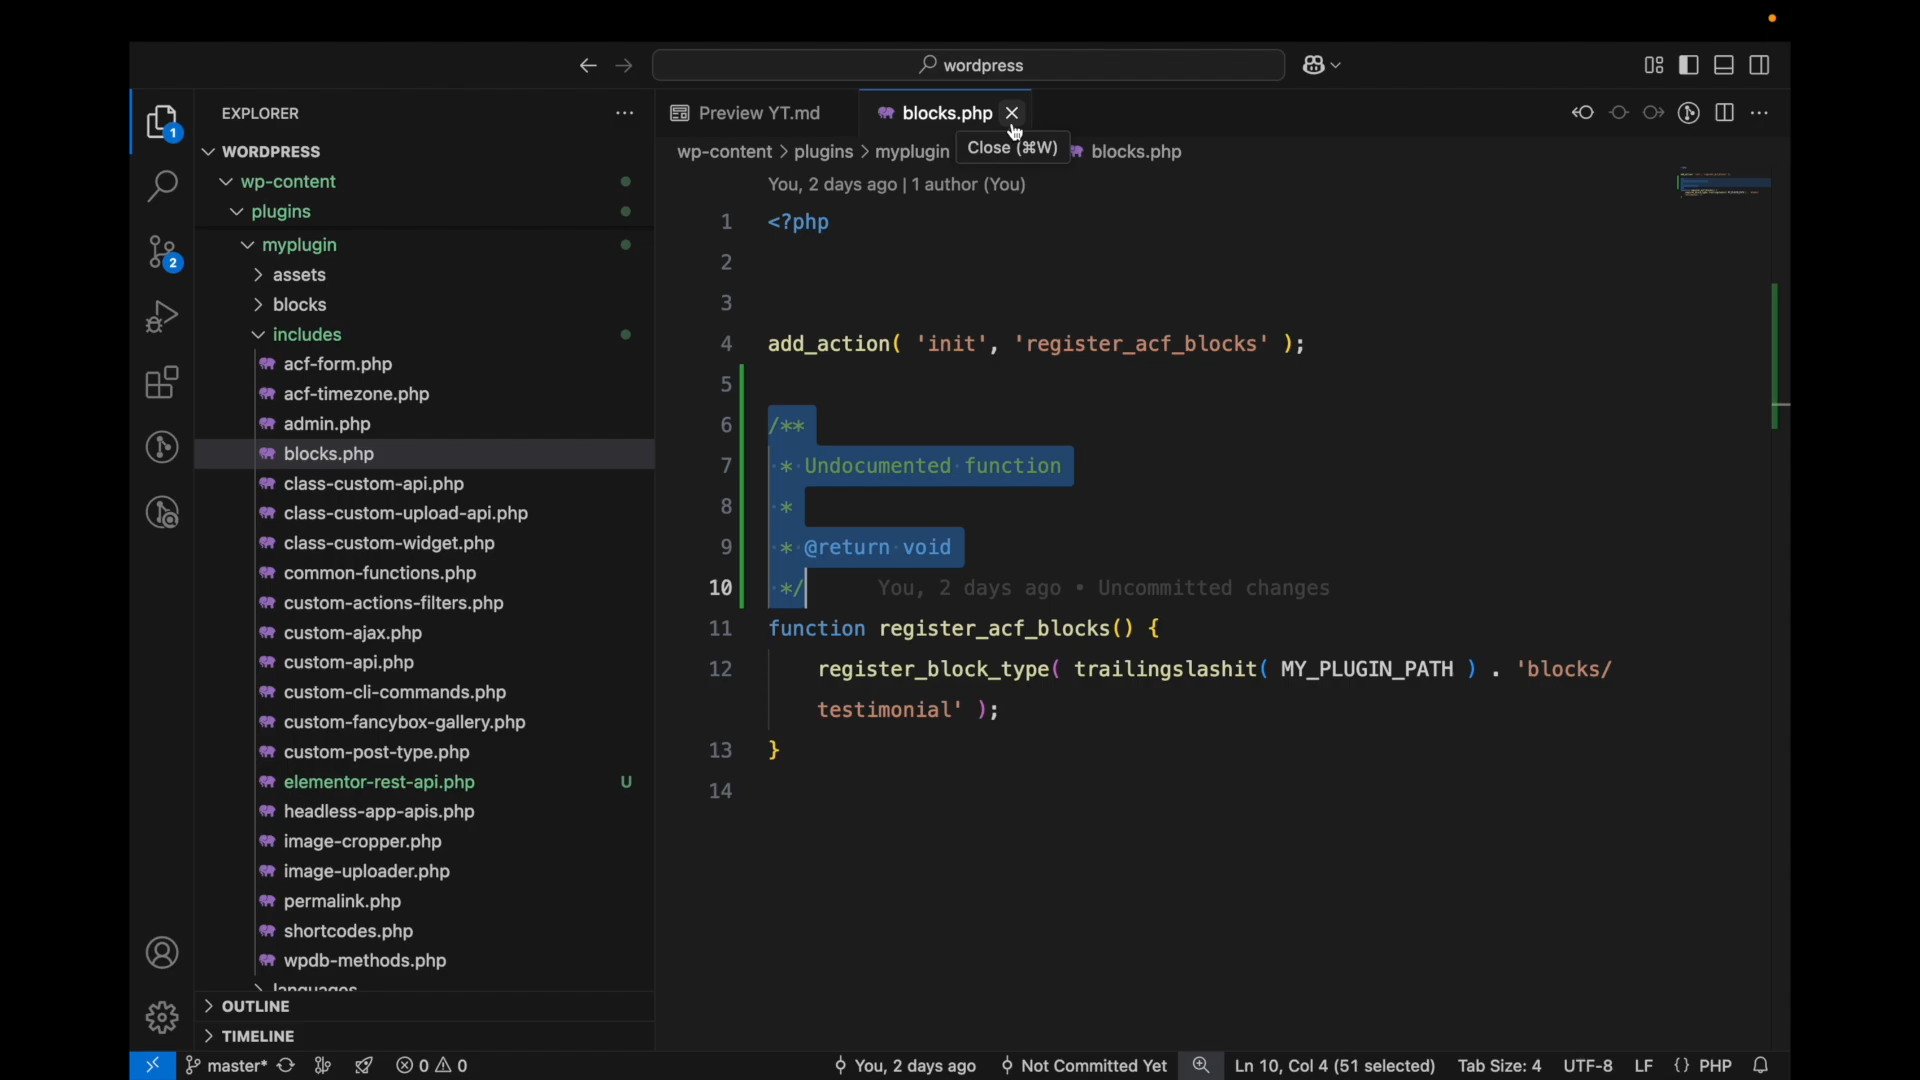 wordpress
1
2
EXPLORER
WORDPRESS
wp-content
plugins
myplugin
assets
blocks
includes
acf-form.php
acf-timezone.php
admin.php
blocks.php
class-custom-api.php
class-custom-upload-api.php
class-custom-widget.php
common-functions.php
custom-actions-filters.php
custom-ajax.php
custom-api.php
custom-cli-commands.php
custom-fancybox-gallery.php
custom-post-type.php
elementor-rest-api.php U
headless-app-apis.php
image-cropper.php
image-uploader.php
permalink.php
shortcodes.php
wpdb-methods.php
languages
OUTLINE
TIMELINE
Preview YT.md blocks.php
Close (⌘W)
wp-content > plugins > myplugin blocks.php
You, 2 days ago | 1 author (You)
1 <?php
2
3
4 add_action( 'init', 'register_acf_blocks' );
5
6 /**
7 * Undocumented function
8 *
9 * @return void
10 */ You, 2 days ago • Uncommitted changes
11 function register_acf_blocks() {
12 register_block_type( trailingslashit( MY_PLUGIN_PATH ) . 'blocks/
testimonial' );
13 }
14
master* 0 0 You, 2 days ago Not Committed Yet Ln 10, Col 4 (51 selected) Tab Size: 4 UTF-8 LF {} PHP